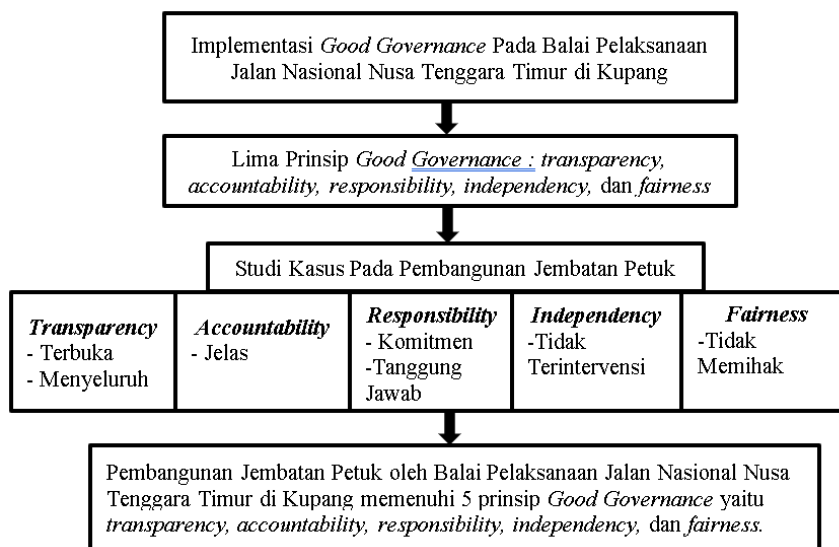 Implementasi Good Governance Pada Balai Pelaksanaan
Jalan Nasional Nusa Tenggara Timur di Kupang
Lima Prinsip Good Governance : transparency,
accountability, responsibility, independency, dan fairness
Studi Kasus Pada Pembangunan Jembatan Petuk
Transparency
- Terbuka
- Menyeluruh
Accountability
- Jelas
Responsibility
- Komitmen
-Tanggung
Jawab
Independency
-Tidak
Terintervensi
Fairness
-Tidak
Memihak
Pembangunan Jembatan Petuk oleh Balai Pelaksanaan Jalan Nasional Nusa
Tenggara Timur di Kupang memenuhi 5 prinsip Good Governance yaitu
transparency, accountability, responsibility, independency, dan fairness.